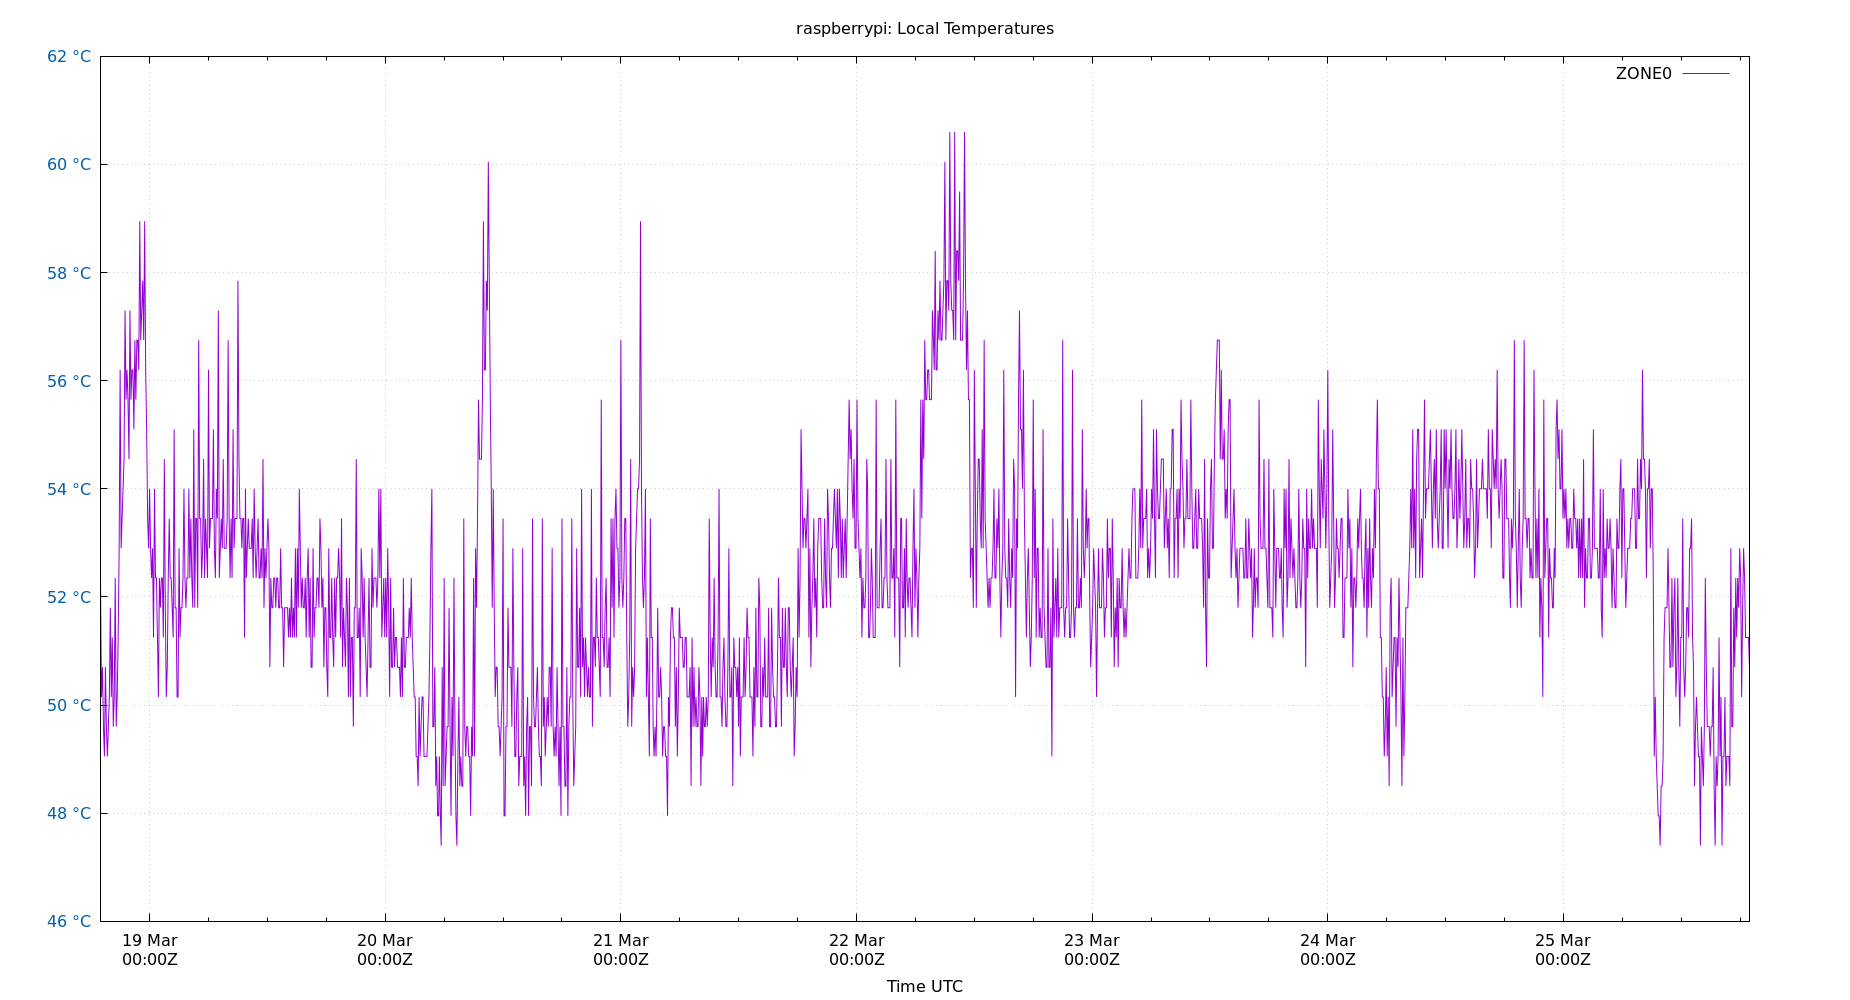 raspberrypi: Local Temperatures
62 °C
ZONE0
60 °C
58 °C
56 °C
54 °C
52 °C
50 °C
48 °C
46 °C
19 Mar 20 Mar 21 Mar 22 Mar 23 Mar 24 Mar 25 Mar
00:00Z 00:00Z 00:00Z 00:00Z 00:00Z 00:00Z 00:00Z
Time UTC